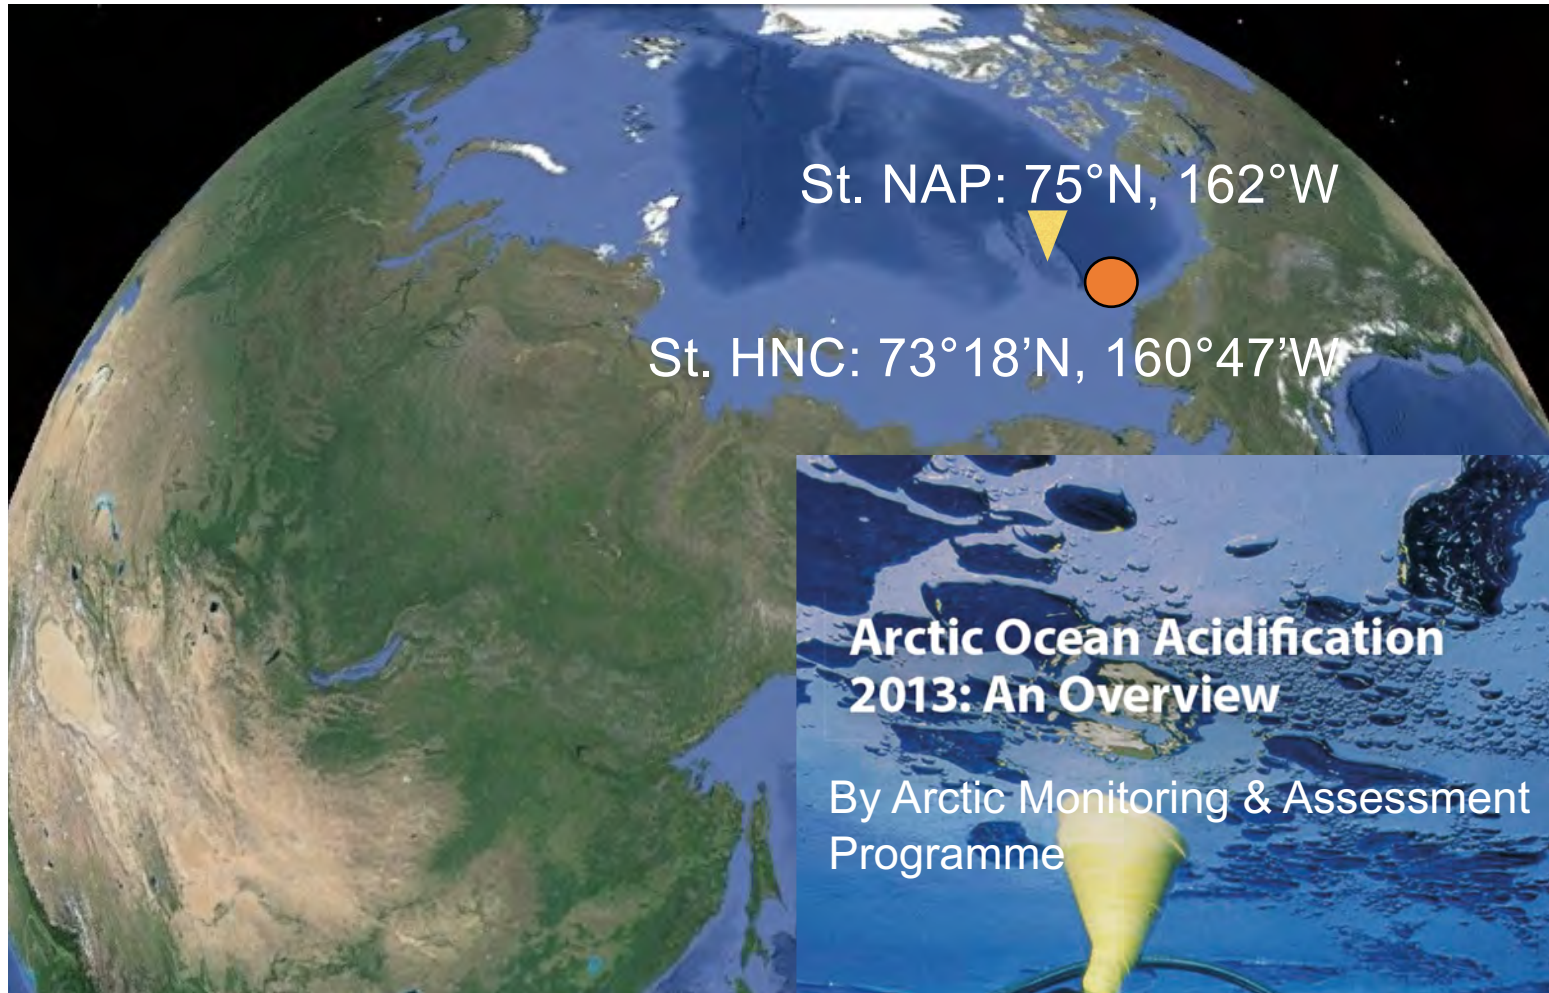 St. NAP: 75°N, 162°W
St. HNC: 73°18’N, 160°47’W
Arctic Ocean Acidification
2013: An Overview
By Arctic Monitoring & Assessment
Programme